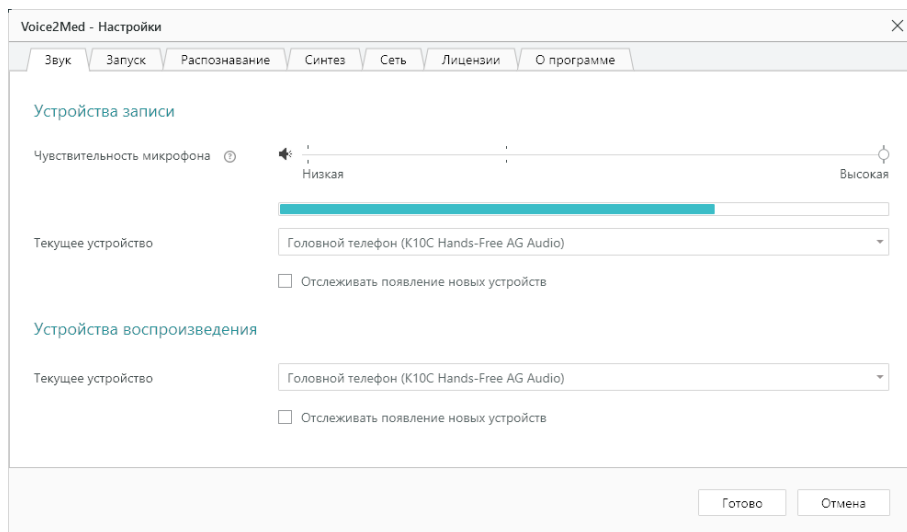 Voice2Med - Настройки
Звук Запуск Распознавание Синтез Сеть Лицензии О программе
Устройства записи
Чувствительность микрофона ?
Низкая Высокая
Текущее устройство Головной телефон (K10C Hands-Free AG Audio)
Отслеживать появление новых устройств
Устройства воспроизведения
Текущее устройство Головной телефон (K10C Hands-Free AG Audio)
Отслеживать появление новых устройств
Готово Отмена